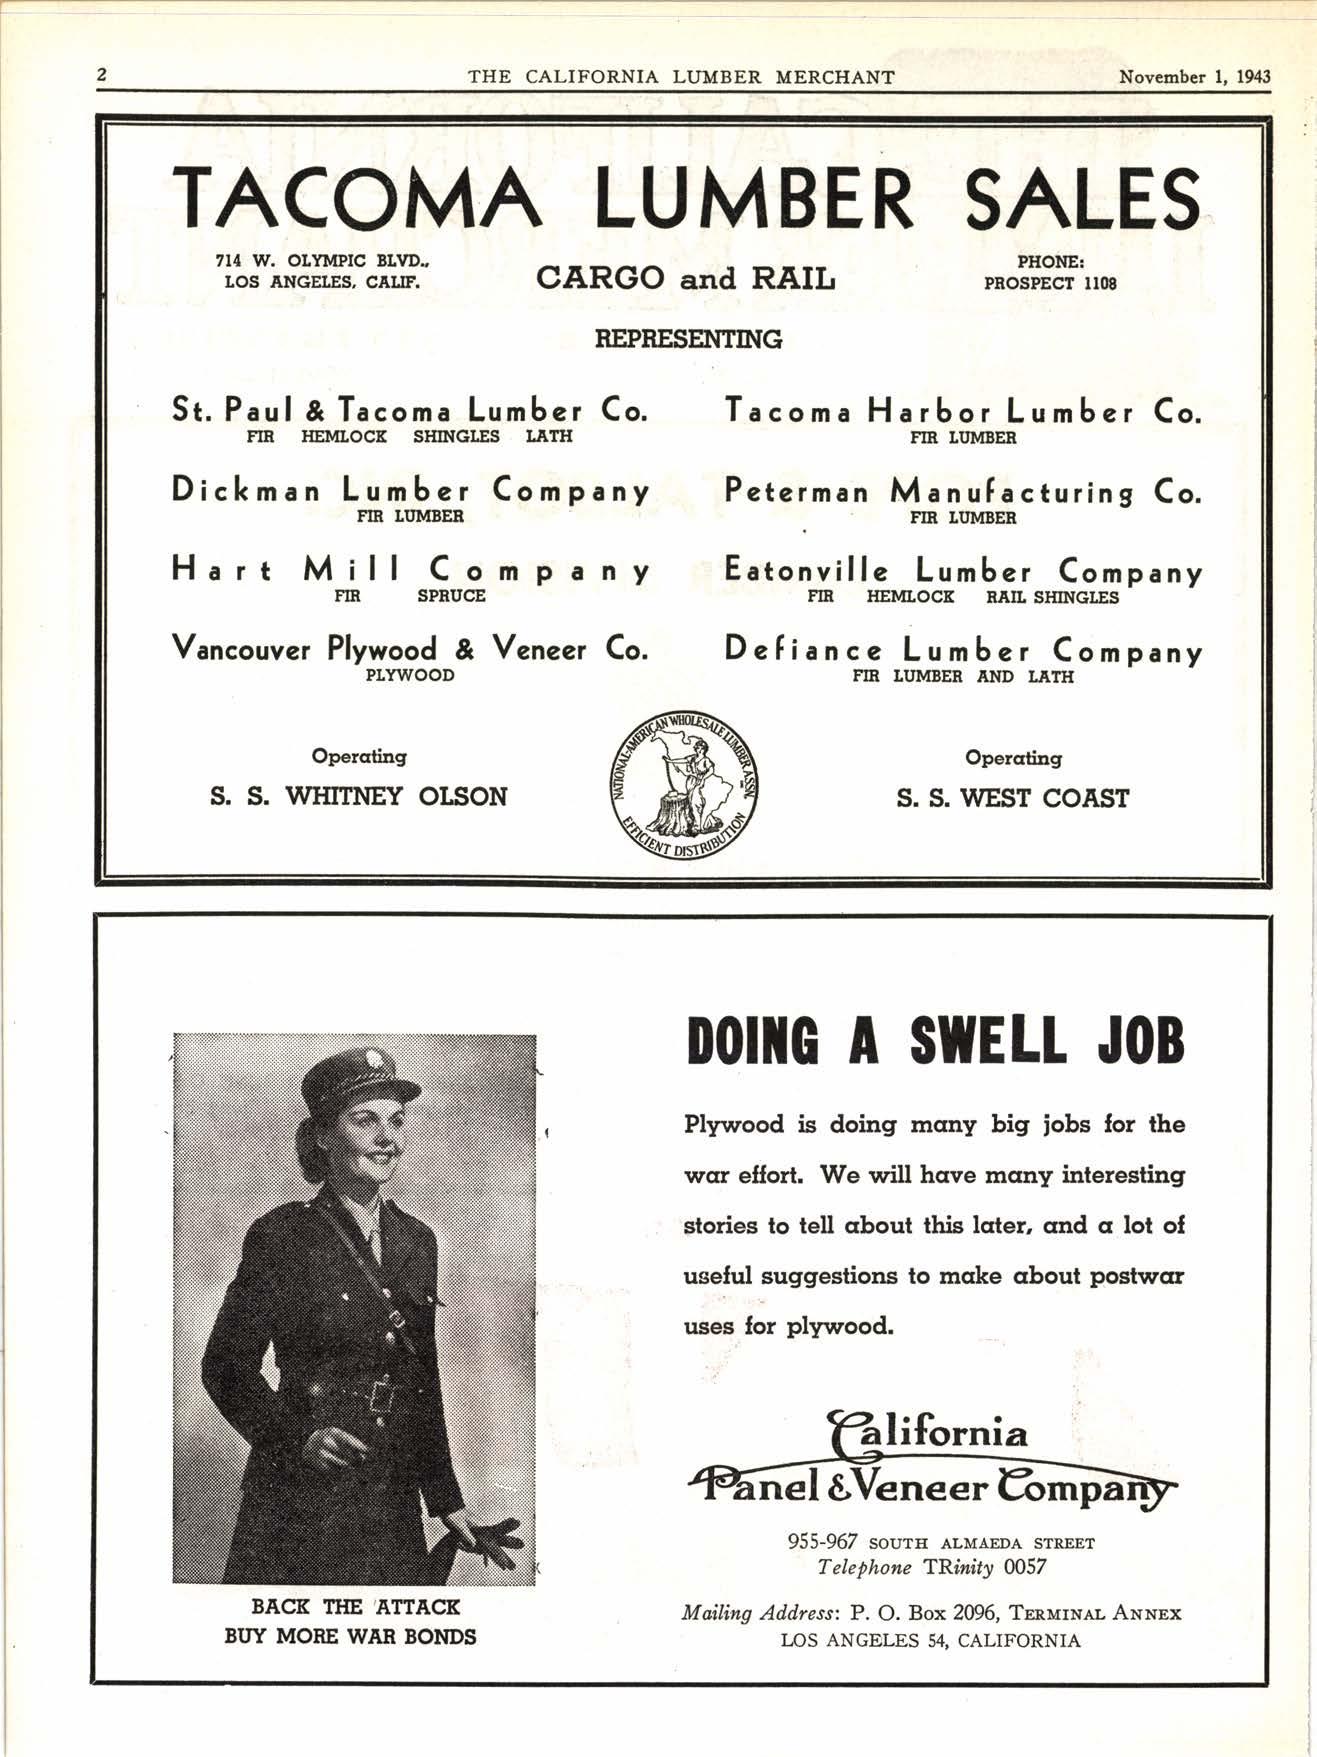 2
THE CALIFORNIA LUMBER MERCHANT
November 1, 1943
TACOMA LUMBER SALES
714 W. OLYMPIC BLVD.,
LOS ANGELES, CALIF.
CARGO and RAIL
PHONE:
PROSPECT 1108
REPRESENTING
St. Paul & Tacoma Lumber Co.
FIR HEMLOCK SHINGLES LATH
Tacoma Harbor Lumber Co.
FIR LUMBER
Dickman Lumber Company
FIR LUMBER
Peterman Manufacturing Co.
FIR LUMBER
Hart Mill Company
FIR SPRUCE
Eatonville Lumber Company
FIR HEMLOCK RAIL SHINGLES
Vancouver Plywood & Veneer Co.
PLYWOOD
Defiance Lumber Company
FIR LUMBER AND LATH
Operating
S. S. WHITNEY OLSON
NATIONAL-AMERICAN WHOLESALE LUMBER ASSN.
EFFICIENT DISTRIBUTION
Operating
S. S. WEST COAST
DOING A SWELL JOB
Plywood is doing many big jobs for the
war effort. We will have many interesting
stories to tell about this later, and a lot of
useful suggestions to make about postwar
uses for plywood.
California
Panel & Veneer Company
955-967 SOUTH ALMAEDA STREET
Telephone TRinity 0057
Mailing Address: P. O. Box 2096, TERMINAL ANNEX
LOS ANGELES 54, CALIFORNIA
BACK THE ATTACK
BUY MORE WAR BONDS